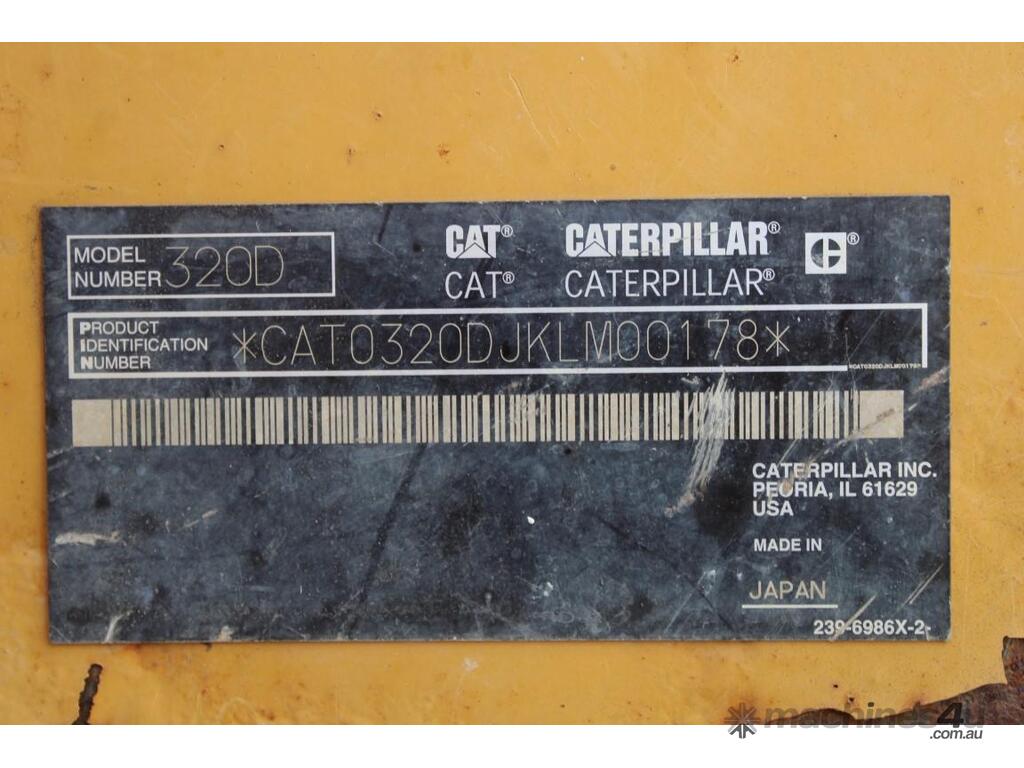 MODEL
NUMBER 320D
CAT® CATERPILLAR® ®
CAT® CATERPILLAR®
PRODUCT
IDENTIFICATION
NUMBER
*CAT0320DJKLM00178*
*CAT0320DJKLM00178*
CATERPILLAR INC.
PEORIA, IL 61629
USA
MADE IN
JAPAN
239-6986X-2-
machines4u
.com.au